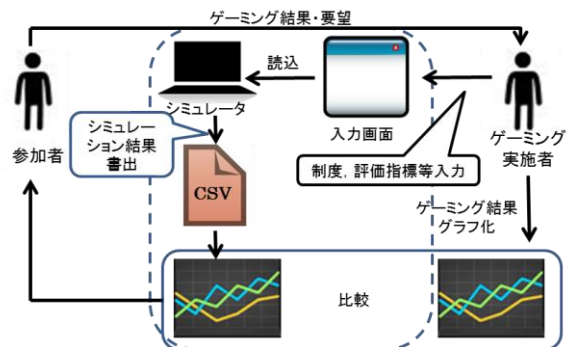 ゲーミング結果・要望
読込
シミュレータ
入力画面
参加者
シミュレー
ション結果
書出
CSV
ゲーミング
実施者
制度，評価指標等入力
ゲーミング結果
グラフ化
比較